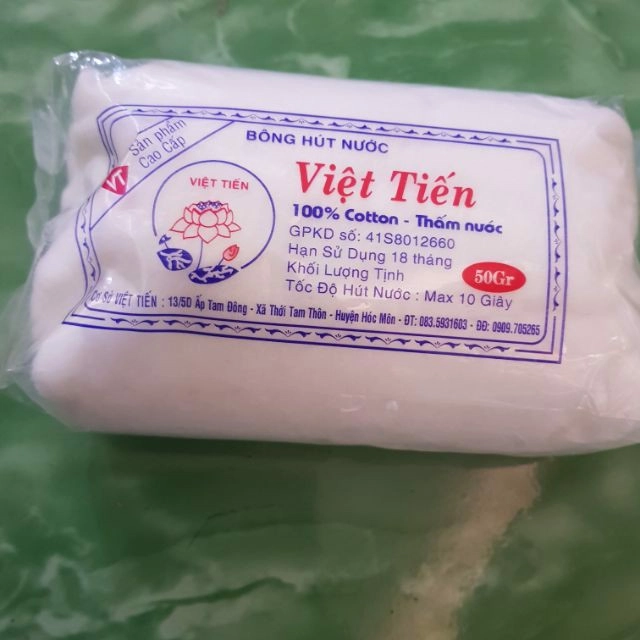 Sản phẩm
Cao Cấp
VT
VIỆT TIẾN
BÔNG HÚT NƯỚC
Việt Tiến
100% Cotton - Thấm nước
GPKD số: 41S8012660
Hạn Sử Dụng 18 tháng
Khối Lượng Tịnh 50Gr
Tốc Độ Hút Nước : Max 10 Giây
Cơ Sở VIỆT TIẾN : 13/5D Ấp Tam Đông - Xã Thới Tam Thôn - Huyện Hóc Môn - ĐT: 083.5931603 - ĐĐ: 0909.705265